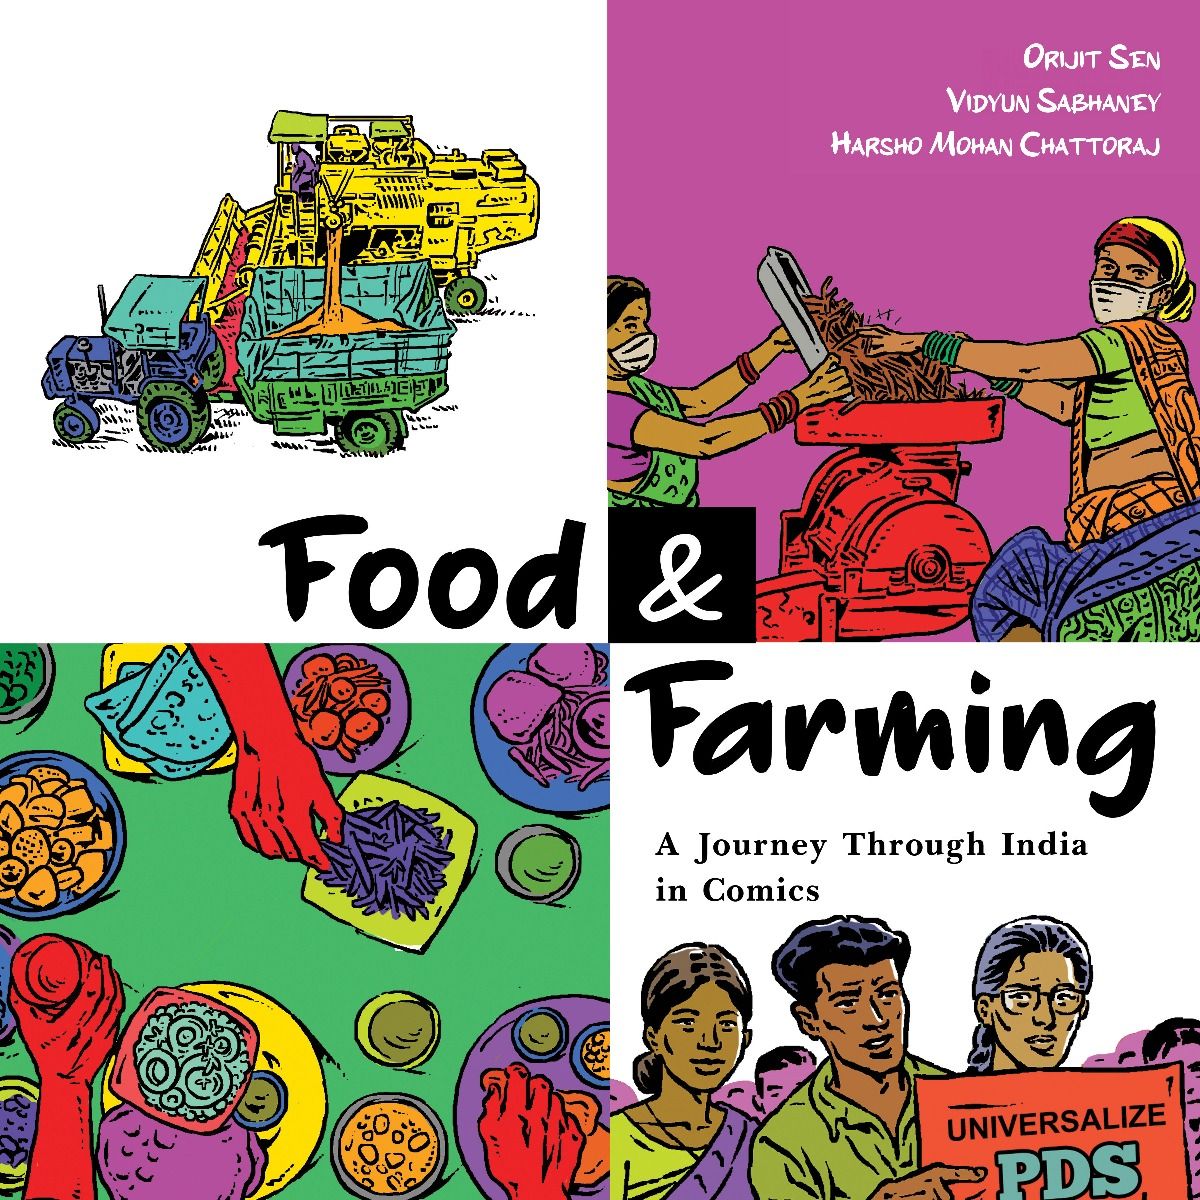 Orijit Sen
Vidyun Sabhaney
Harsho Mohan Chattoraj
Food &
Farming
A Journey Through India
in Comics
UNIVERSALIZE
PDS